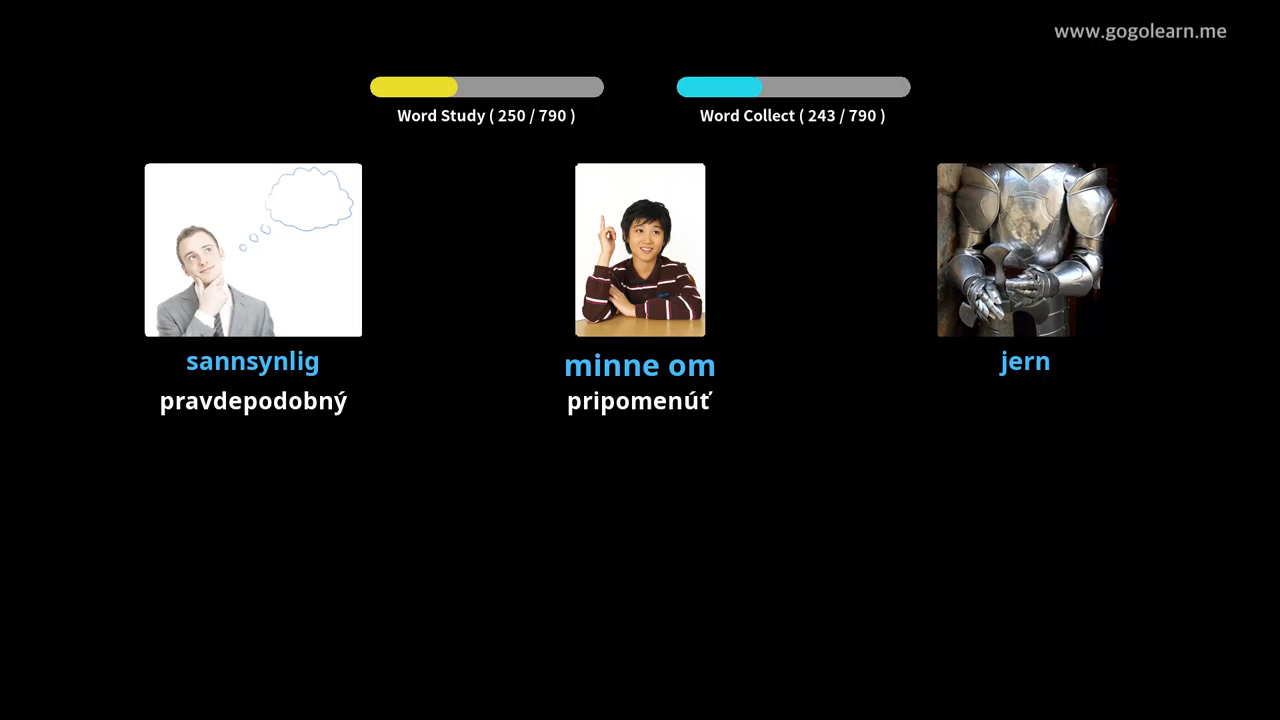 www.gogolearn.me
Word Study ( 250 / 790 )
Word Collect ( 243 / 790 )
sannsynlig
pravdepodobný
minne om
pripomenúť
jern